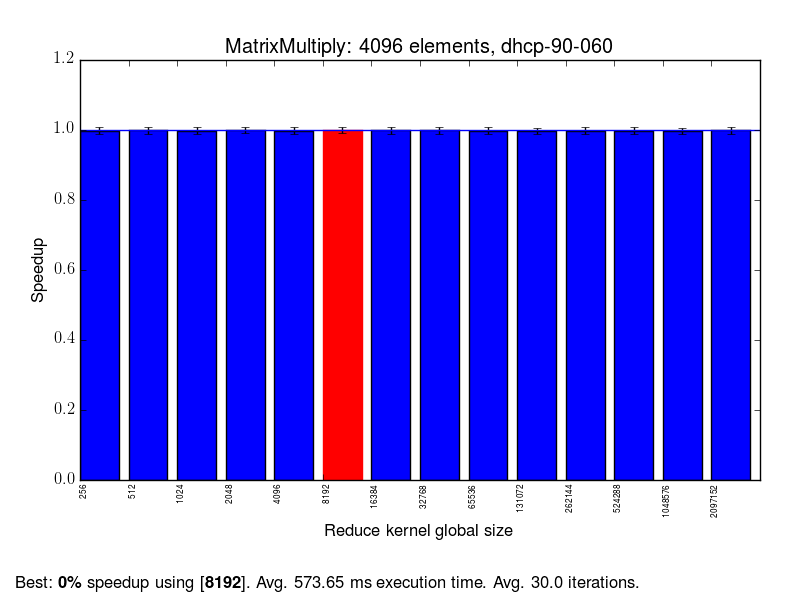 MatrixMultiply: 4096 elements, dhcp-90-060
1.2
1.0
0.8
0.6
0.4
0.2
0.0
Speedup
256 512 1024 2048 4096 8192 16384 32768 65536 131072 262144 524288 1048576 2097152
Reduce kernel global size
Best: 0% speedup using [8192]. Avg. 573.65 ms execution time. Avg. 30.0 iterations.